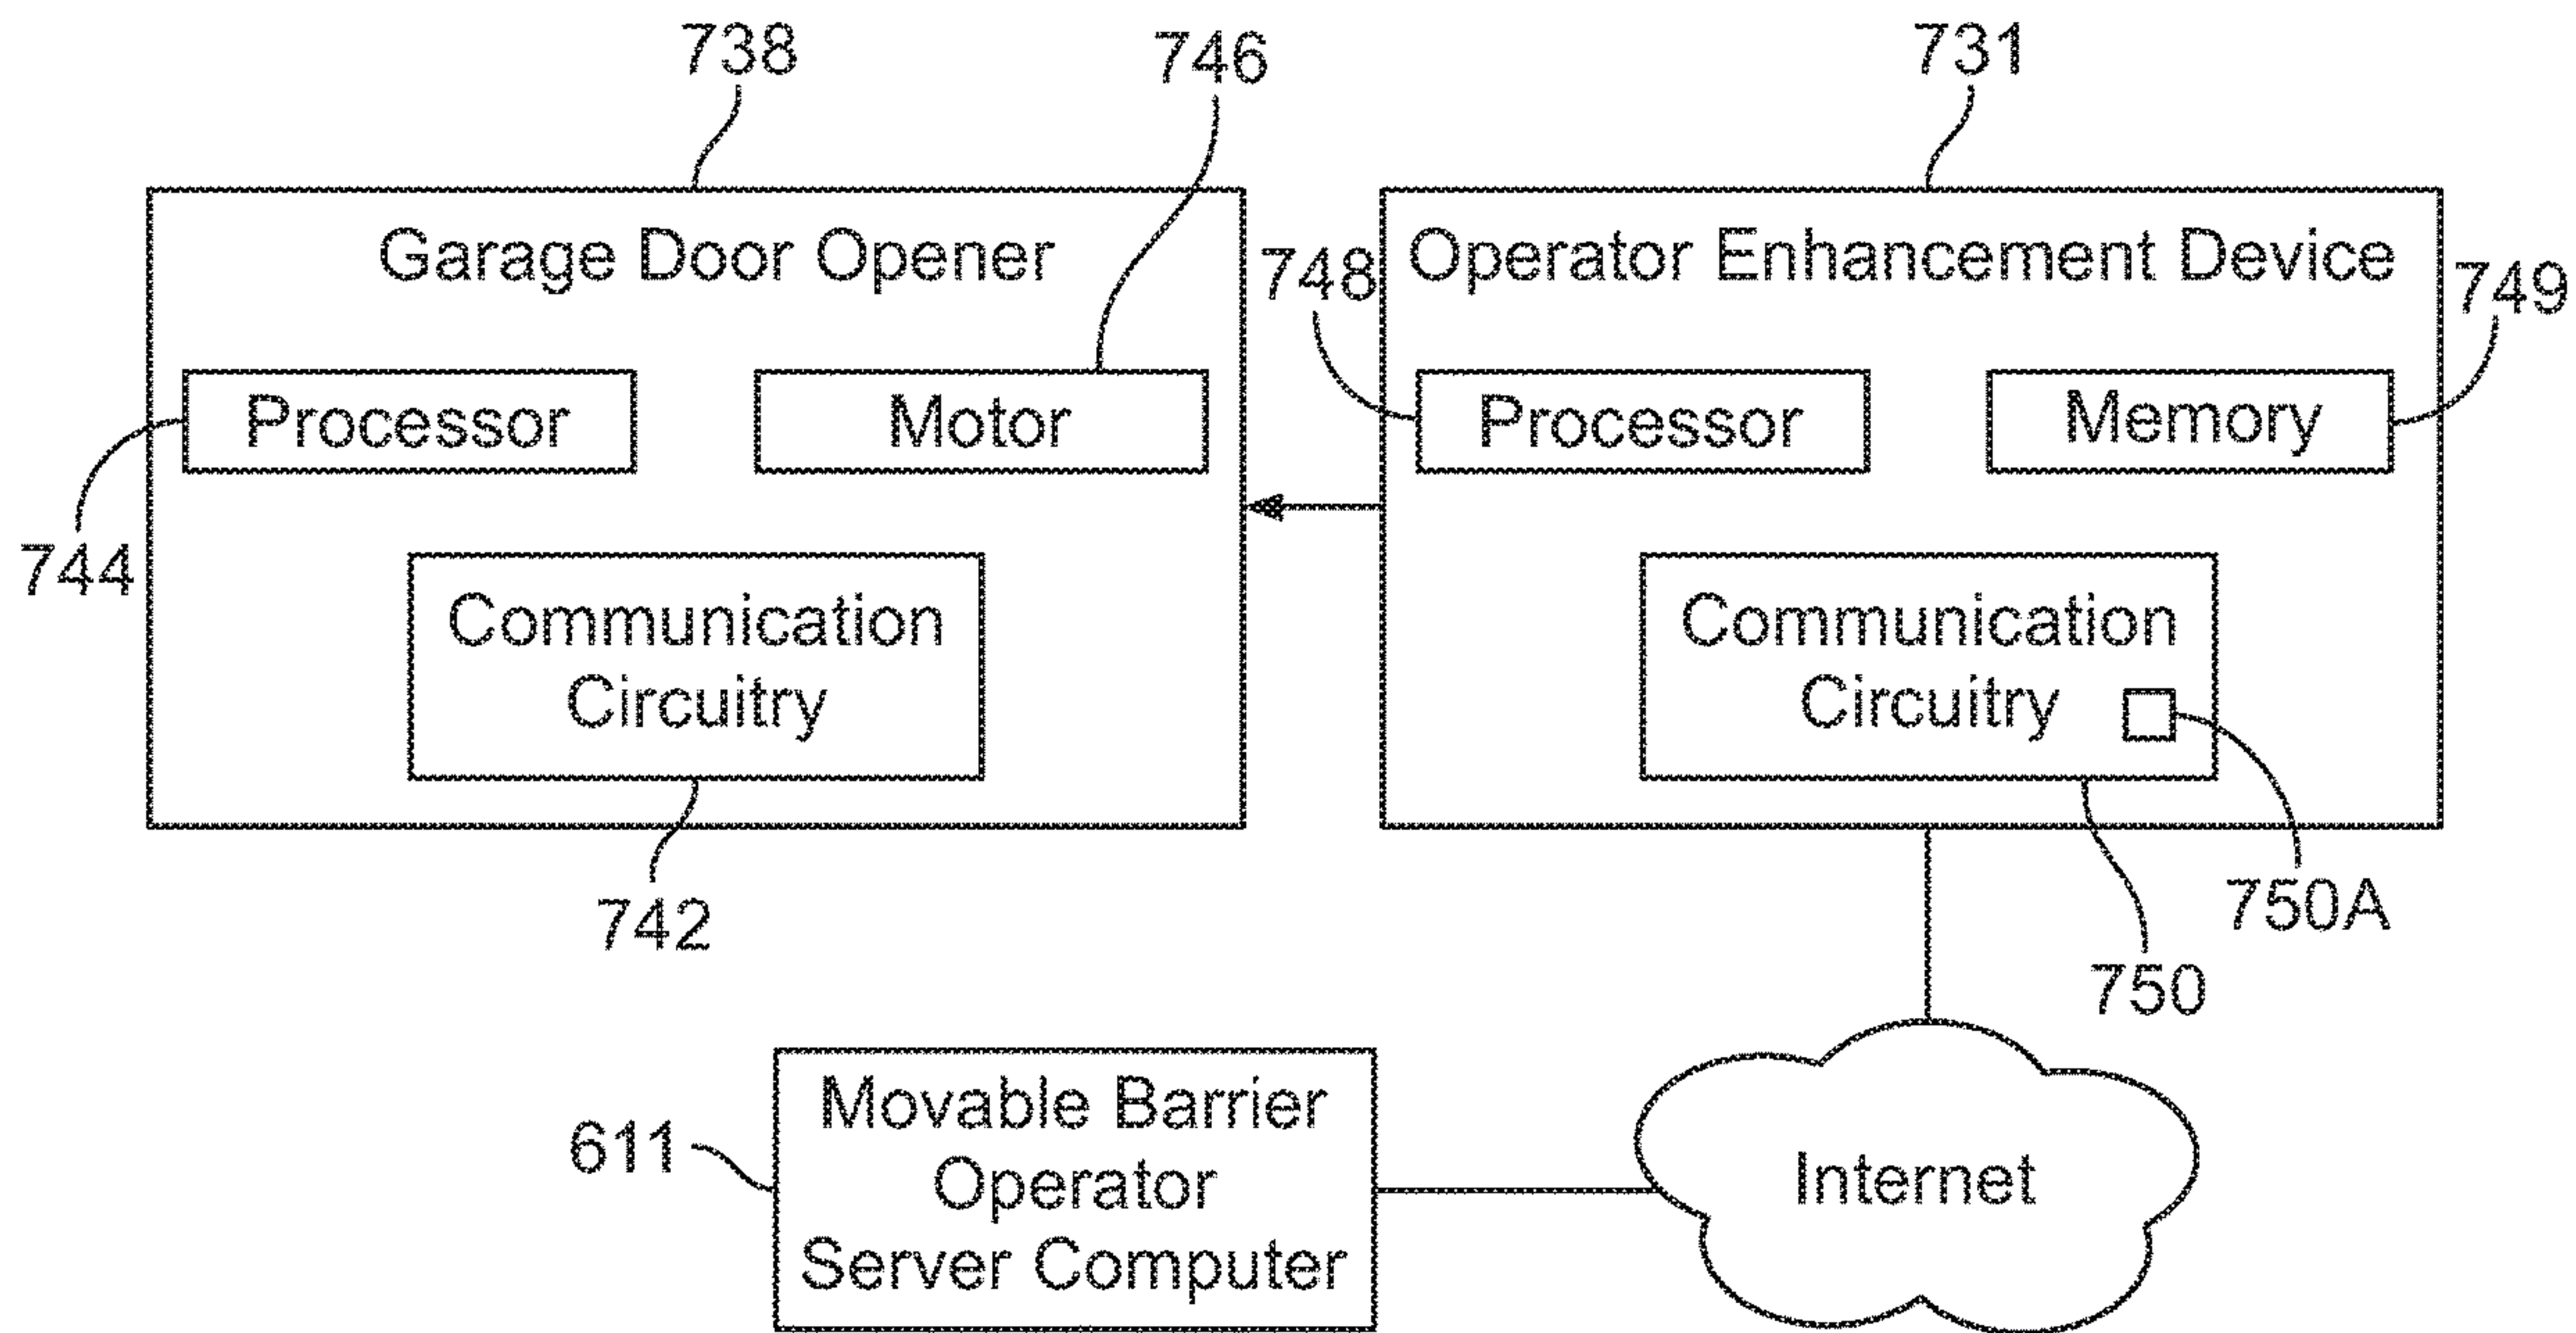 738
746
731
Garage Door Opener
748
Operator Enhancement Device
749
Processor
Motor
Processor
Memory
744
Communication
Circuitry
Communication
Circuitry
742
750A
750
Movable Barrier
Operator
Server Computer
611
Internet